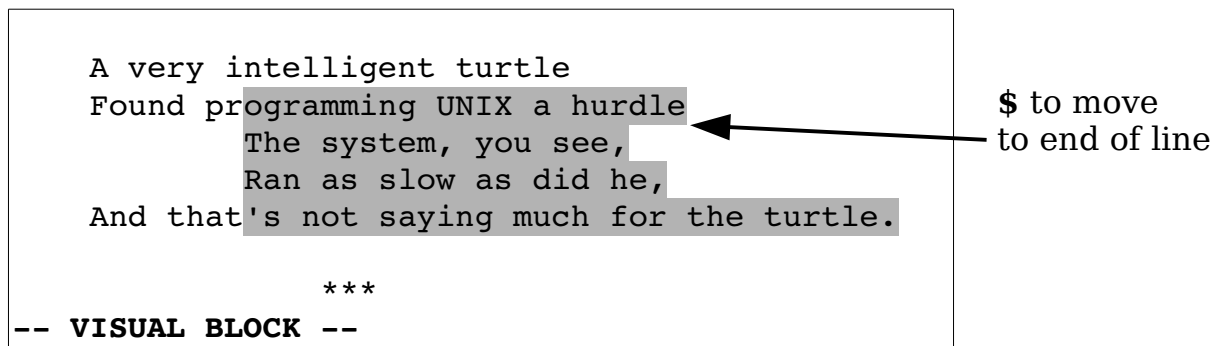 A very intelligent turtle
Found programming UNIX a hurdle
The system, you see,
Ran as slow as did he,
And that's not saying much for the turtle.
***
-- VISUAL BLOCK --
$ to move
to end of line